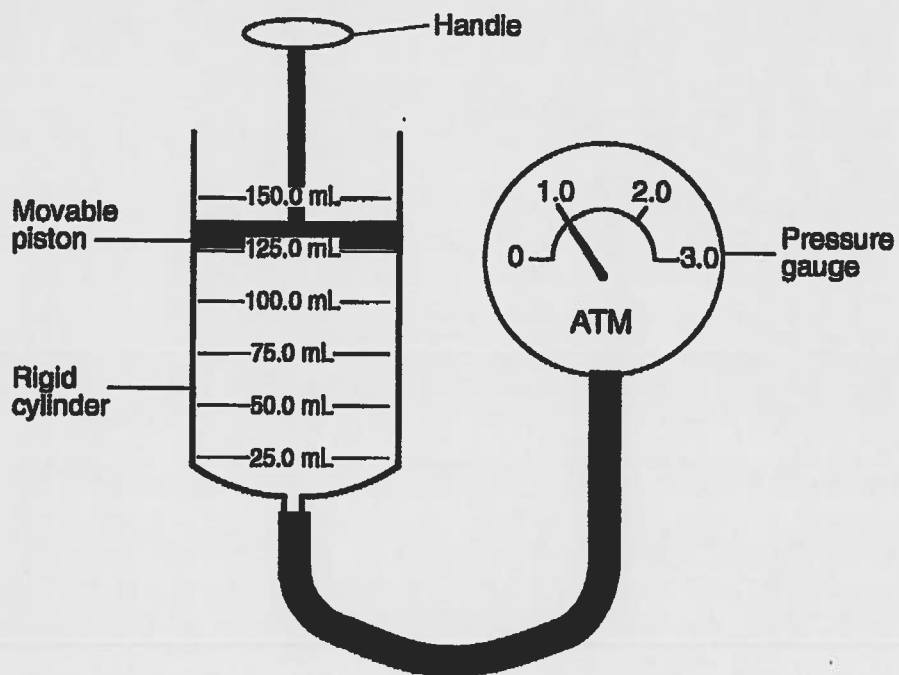 Handle
150.0 mL
Movable
piston
125.0 mL
100.0 mL
75.0 mL
Rigid
cylinder
50.0 mL
25.0 mL
1.0
2.0
0
3.0
Pressure
gauge
ATM